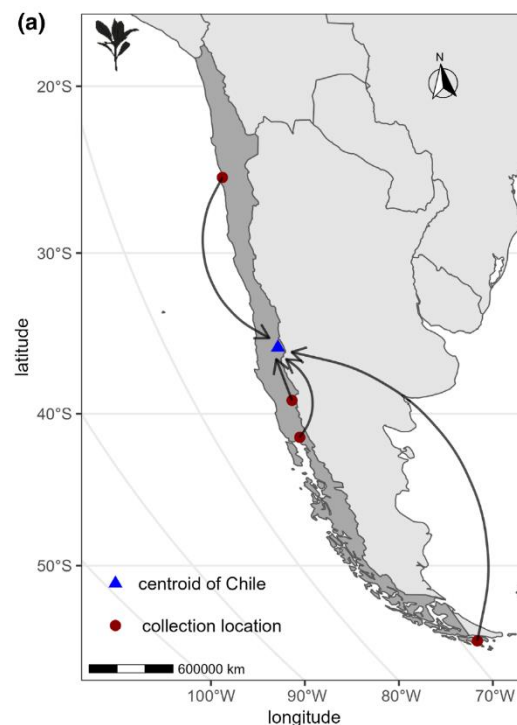 (a)
N
20°S
30°S
40°S
50°S
latitude
centroid of Chile
collection location
600000 km
100°W 90°W 80°W 70°W
longitude